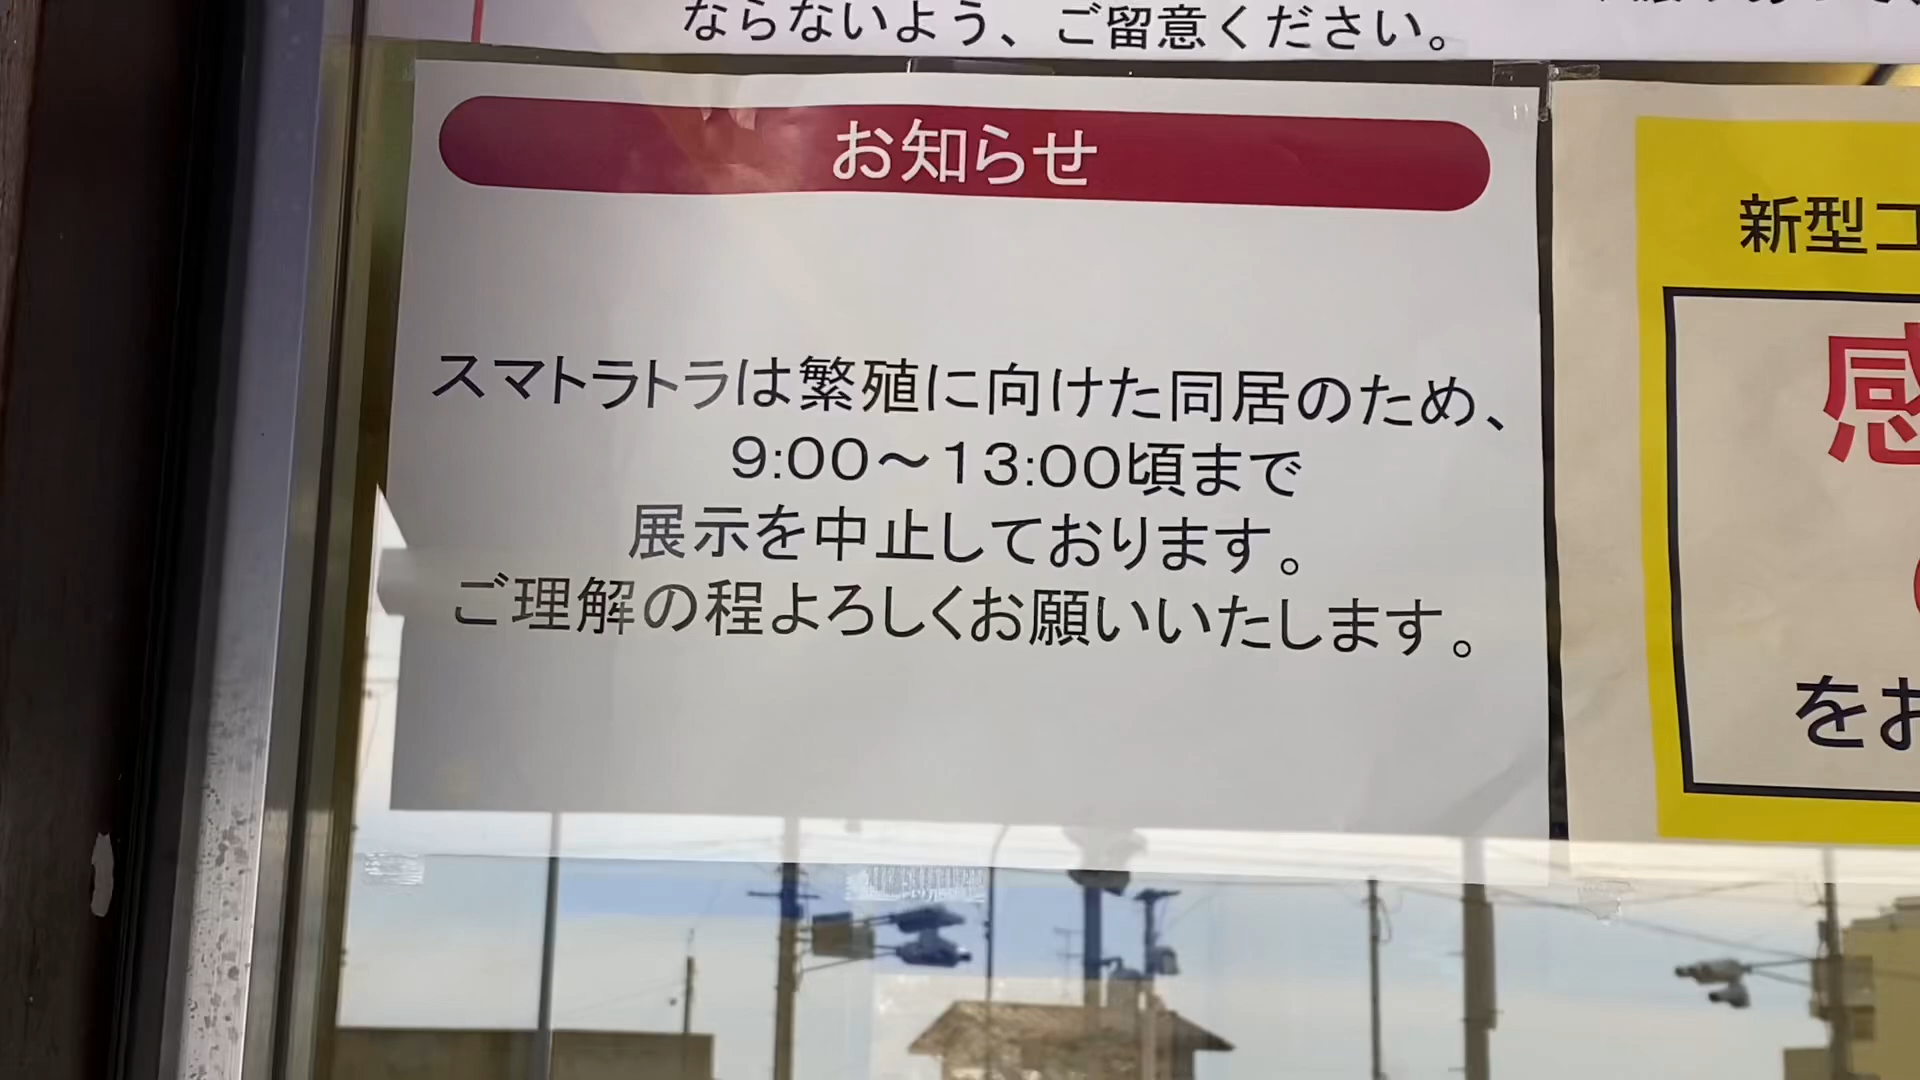 ならないよう、ご留意ください。
お知らせ
スマトラトラは繁殖に向けた同居のため、
9:00～13:00頃まで
展示を中止しております。
ご理解の程よろしくお願いいたします。
新型コ
感
をお